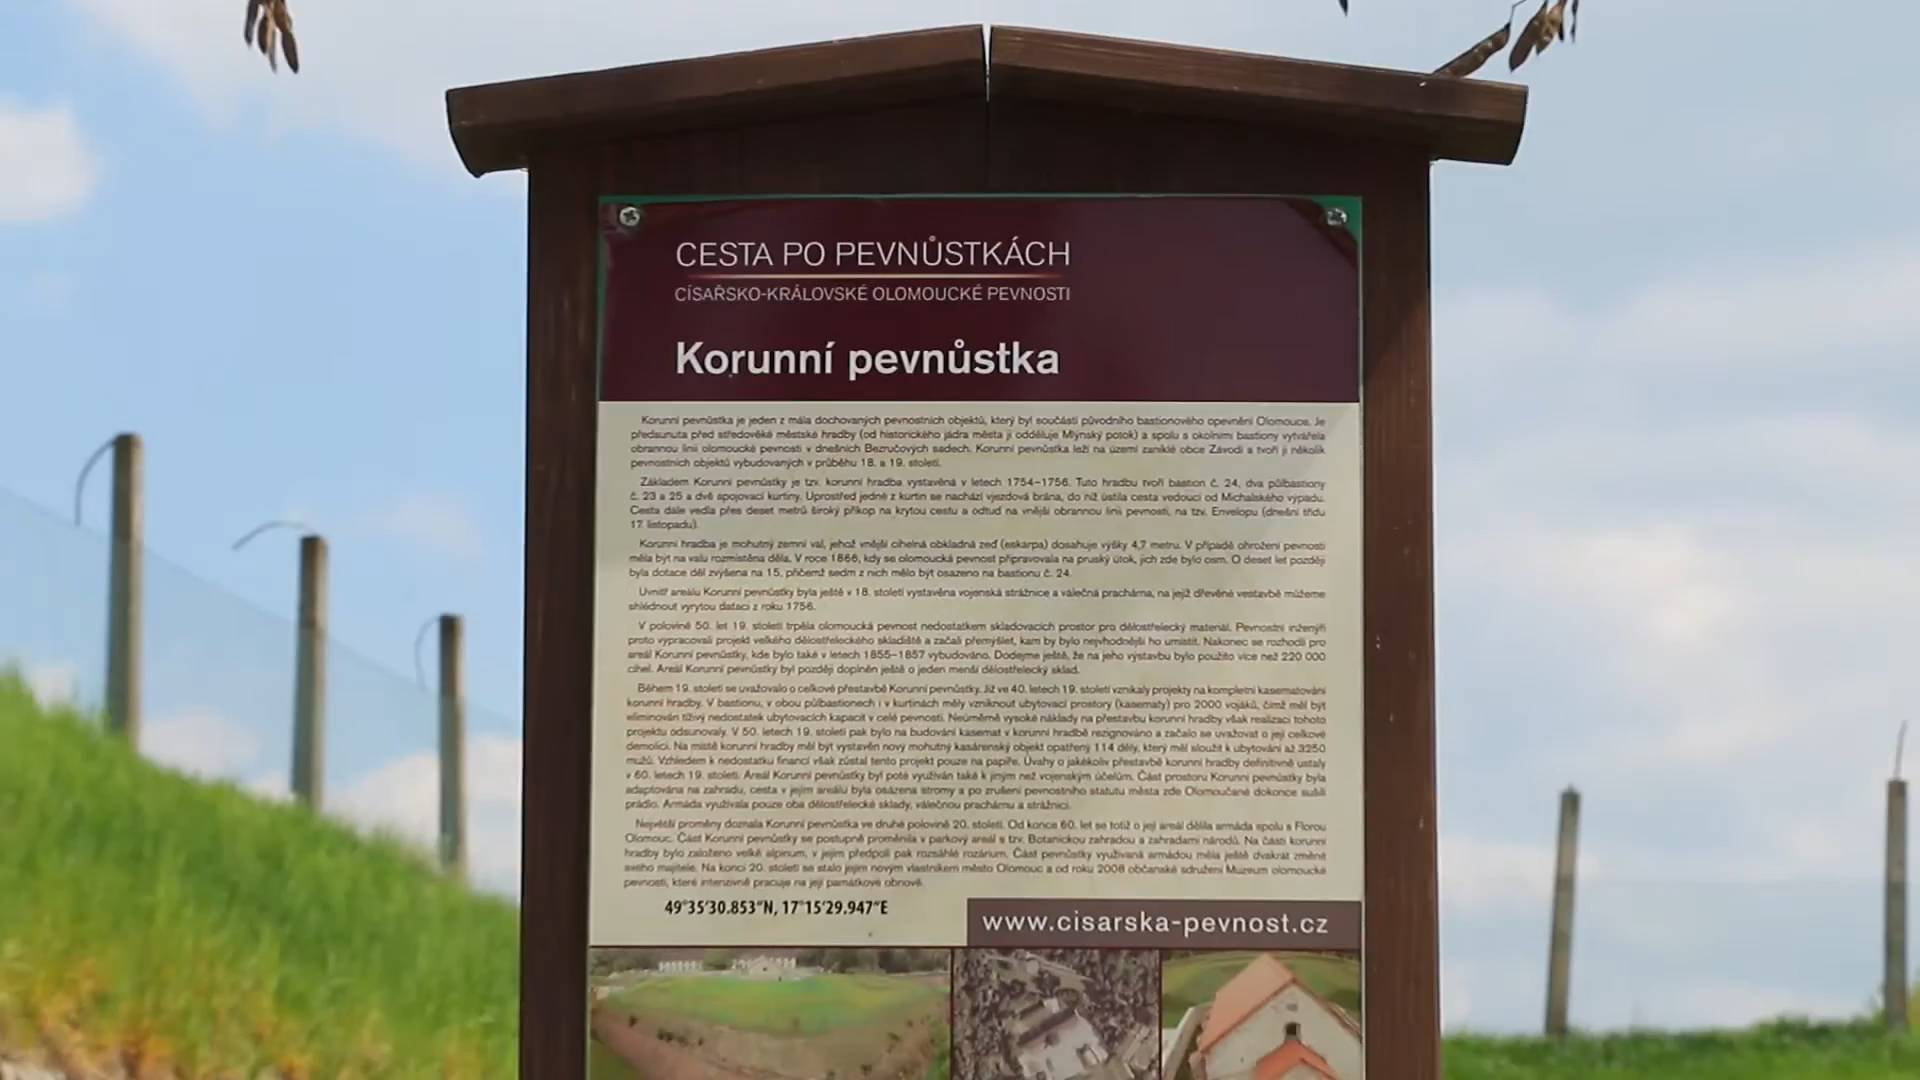 CESTA PO PEVNŮSTKÁCH
CÍSAŘSKO-KRÁLOVSKÉ OLOMOUCKÉ PEVNOSTI
Korunní pevnůstka
Korunní pevnůstka je jeden z mála dochovaných pevnostních objektů, který byl součástí původního bastionového opevnění Olomouce. Je
předsunuta před středověké městské hradby (od historického jádra města ji odděluje Mlýnský potok) a spolu s okolními bastiony vytvářela
obrannou linii olomoucké pevnosti v dnešních Bezručových sadech. Korunní pevnůstka leží na území zaniklé obce Závodí a tvoří ji několik
pevnostních objektů vybudovaných v průběhu 18. a 19. století.
Základem Korunní pevnůstky je tzv. korunní hradba vystavěná v letech 1754–1756. Tuto hradbu tvoří bastion č. 24, dva půlbastiony
č. 23 a 25 a dvě spojovací kurtiny. Uprostřed jedné z kurtin se nachází vjezdová brána, do níž ústila cesta vedoucí od Michalského výpadu.
Cesta dále vedla přes deset metrů široký příkop na krytou cestu a odtud na vnější obrannou linii pevnosti, na tzv. Envelopu (dnešní třídu
17. listopadu).
Korunní hradba je mohutný zemní val, jehož vnější cihelná obkladná zeď (eskarpa) dosahuje výšky 4,7 metru. V případě ohrožení pevnosti
měla být na valu rozmístěna děla. V roce 1866, kdy se olomoucká pevnost připravovala na pruský útok, jich zde bylo osm. O deset let později
byla dotace děl zvýšena na 15, přičemž sedm z nich mělo být osazeno na bastionu č. 24.
Uvnitř areálu Korunní pevnůstky byla ještě v 18. století vystavěna vojenská strážnice a válečná prachárna, na jejíž dřevěné vestavbě můžeme
shlédnout vyrytou dataci z roku 1756.
V polovině 50. let 19. století trpěla olomoucká pevnost nedostatkem skladovacích prostor pro dělostřelecký materiál. Pevnostní inženýři
proto vypracovali projekt velkého dělostřeleckého skladiště a začali přemýšlet, kam by bylo nejvhodnější ho umístit. Nakonec se rozhodli pro
areál Korunní pevnůstky, kde bylo také v letech 1855–1857 vybudováno. Dodejme ještě, že na jeho výstavbu bylo použito více než 220 000
cihel. Areál Korunní pevnůstky byl později doplněn ještě o jeden menší dělostřelecký sklad.
Během 19. století se uvažovalo o celkové přestavbě Korunní pevnůstky. Již ve 40. letech 19. století vznikaly projekty na kompletní kasematování
korunní hradby. V bastionu, v obou půlbastionech i v kurtinách měly vzniknout ubytovací prostory (kasematy) pro 2000 vojáků, čímž měl být
eliminován tíživý nedostatek ubytovacích kapacit v celé pevnosti. Neúměrně vysoké náklady na přestavbu korunní hradby však realizaci tohoto
projektu odsunovaly. V 50. letech 19. století pak bylo na budování kasemat v korunní hradbě rezignováno a začalo se uvažovat o její celkové
demolici. Na místě korunní hradby měl být vystavěn nový mohutný kasárenský objekt opatřený 114 děly, který měl sloužit k ubytování až 3250
mužů. Vzhledem k nedostatku financí však zůstal tento projekt pouze na papíře. Úvahy o jakékoliv přestavbě korunní hradby definitivně ustaly
v 60. letech 19. století. Areál Korunní pevnůstky byl poté využíván také k jiným než vojenským účelům. Část prostoru Korunní pevnůstky byla
adaptována na zahradu, cesta v jejím areálu byla osázena stromy a po zrušení pevnostního statutu města zde Olomoučané dokonce sušili
prádlo. Armáda využívala pouze oba dělostřelecké sklady, válečnou prachárnu a strážnici.
Největší proměny doznala Korunní pevnůstka ve druhé polovině 20. století. Od konce 60. let se totiž o její areál dělila armáda spolu s Florou
Olomouc. Část Korunní pevnůstky se postupně proměnila v parkový areál s tzv. Botanickou zahradou a zahradami národů. Na části korunní
hradby bylo založeno velké alpinum, v jejím předpolí pak rozsáhlé rozárium. Část pevnůstky využívaná armádou měla ještě dvakrát změnit
svého majitele. Na konci 20. století se stalo jejím novým vlastníkem město Olomouc a od roku 2008 občanské sdružení Muzeum olomoucké
pevnosti, které intenzivně pracuje na její památkové obnově.
49°35'30.853"N, 17°15'29.947"E
www.cisarska-pevnost.cz